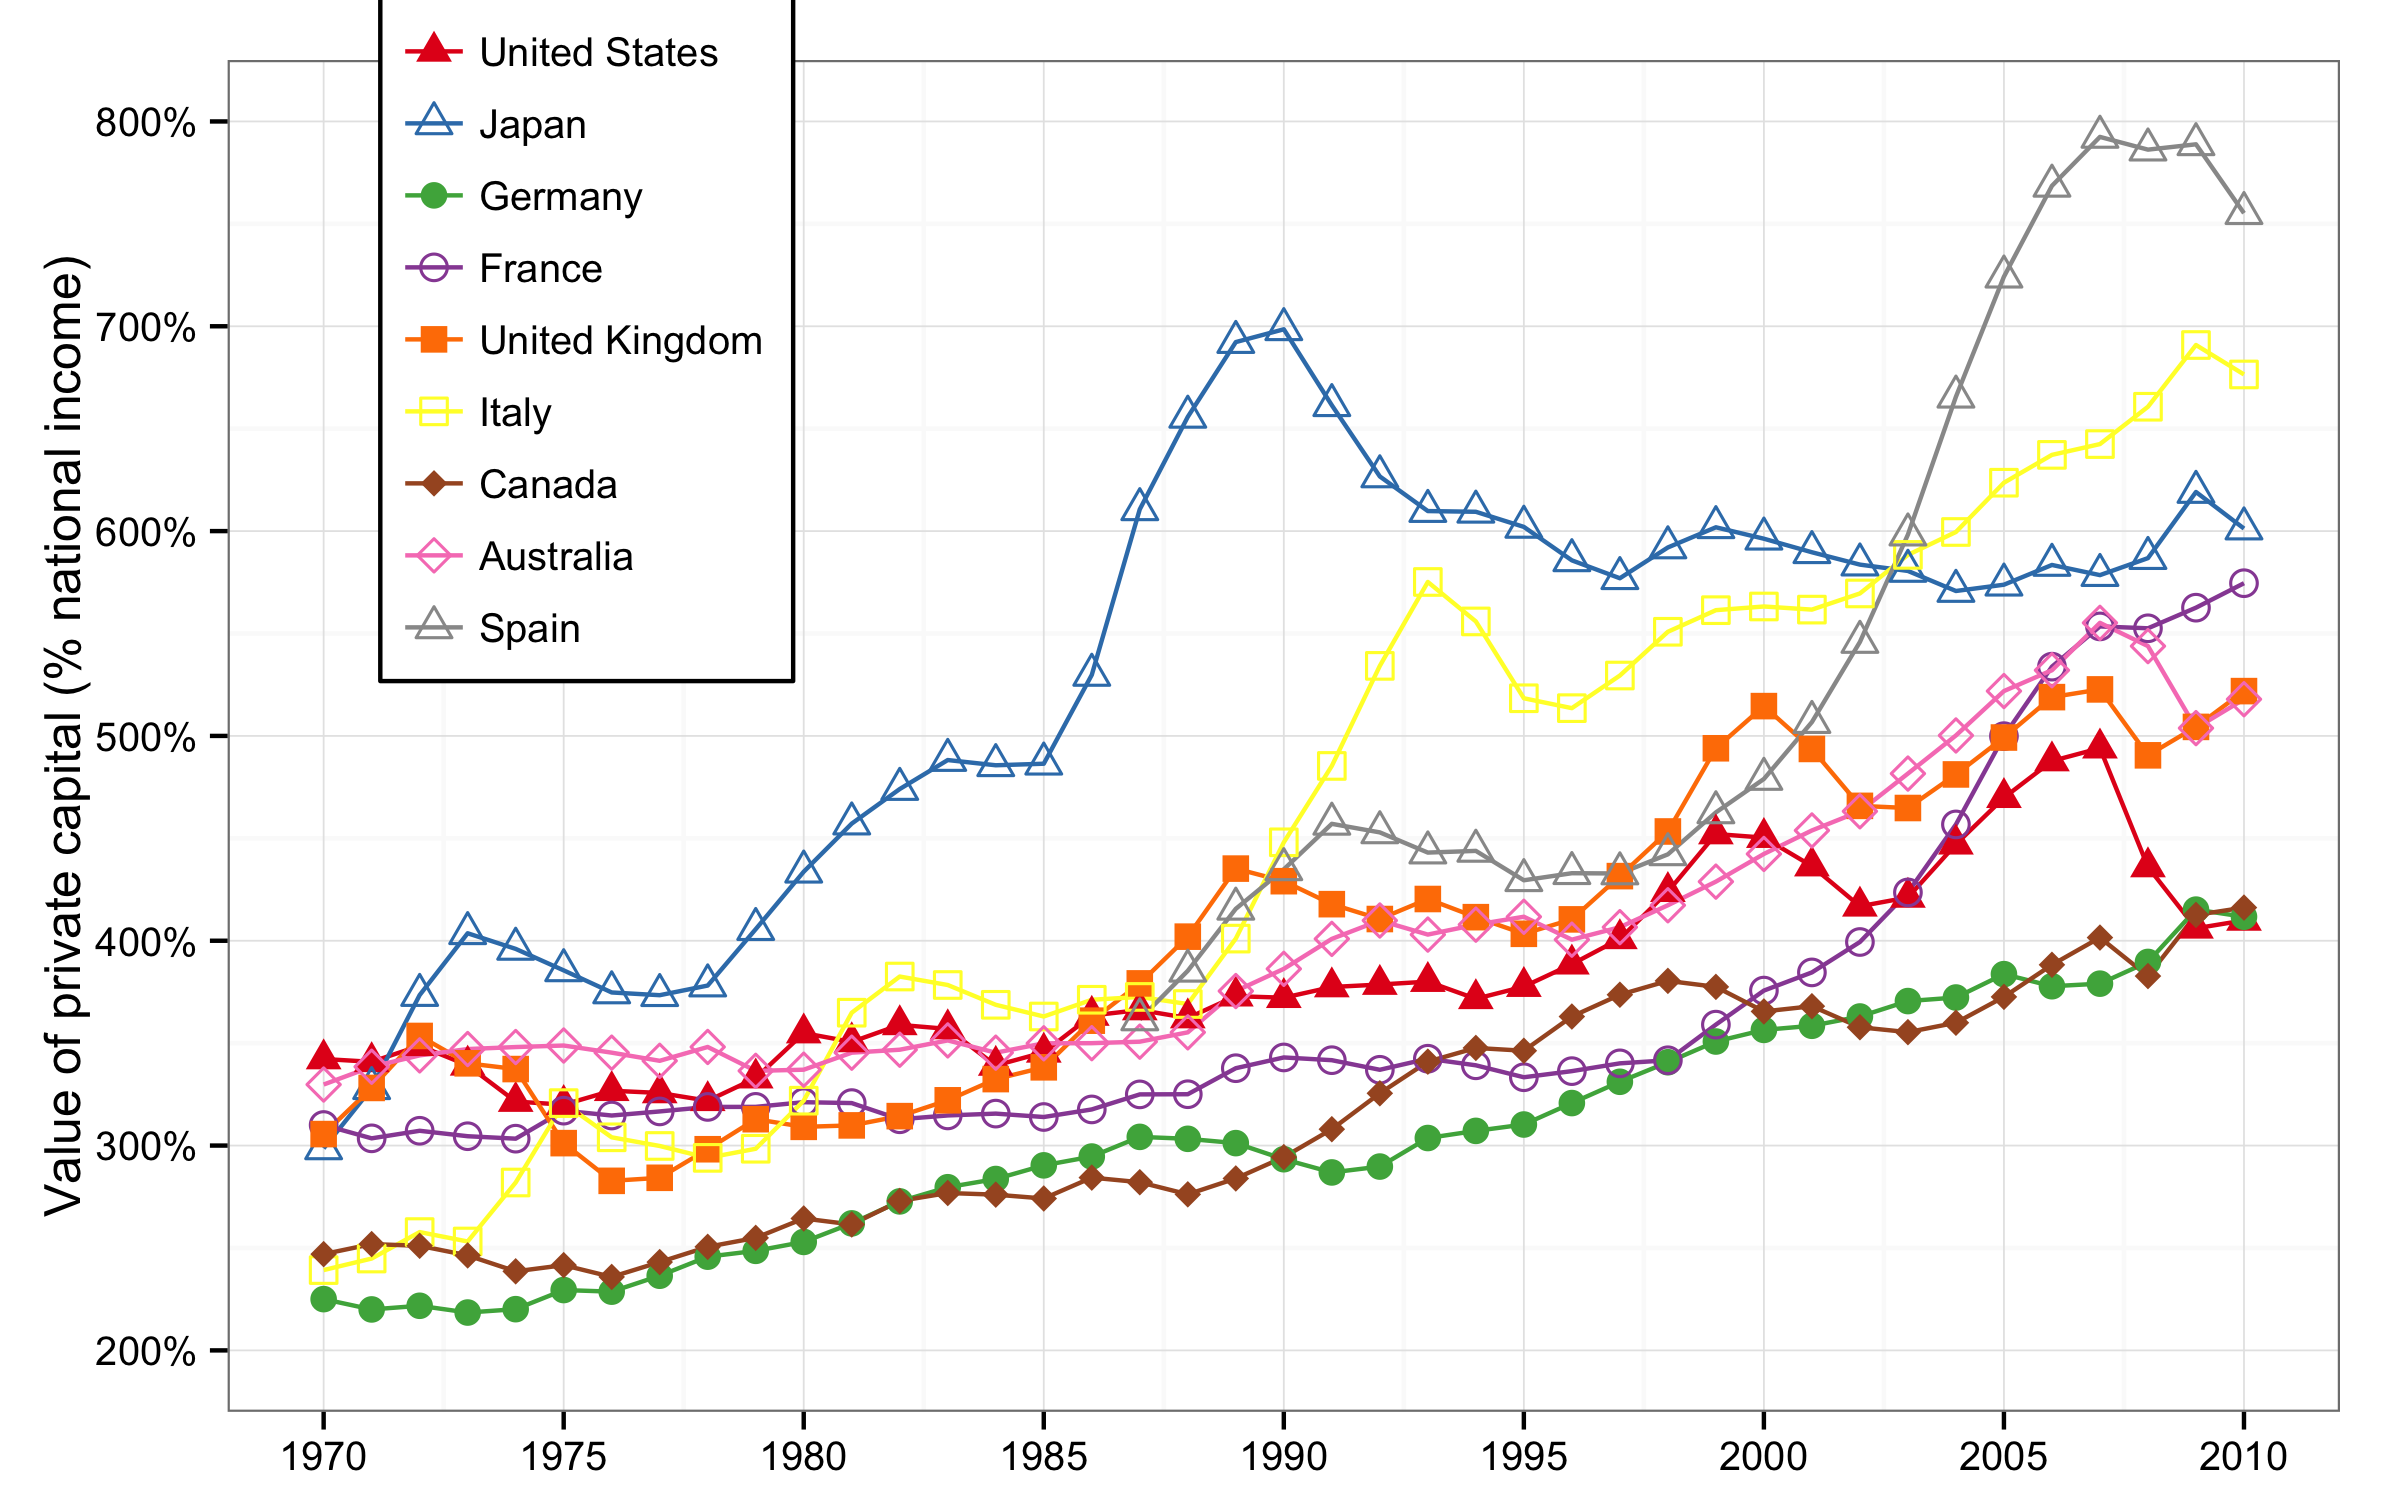 United States
Japan
Germany
France
United Kingdom
Italy
Canada
Australia
Spain
Value of private capital (% national income)
800%
700%
600%
500%
400%
300%
200%
1970 1975 1980 1985 1990 1995 2000 2005 2010